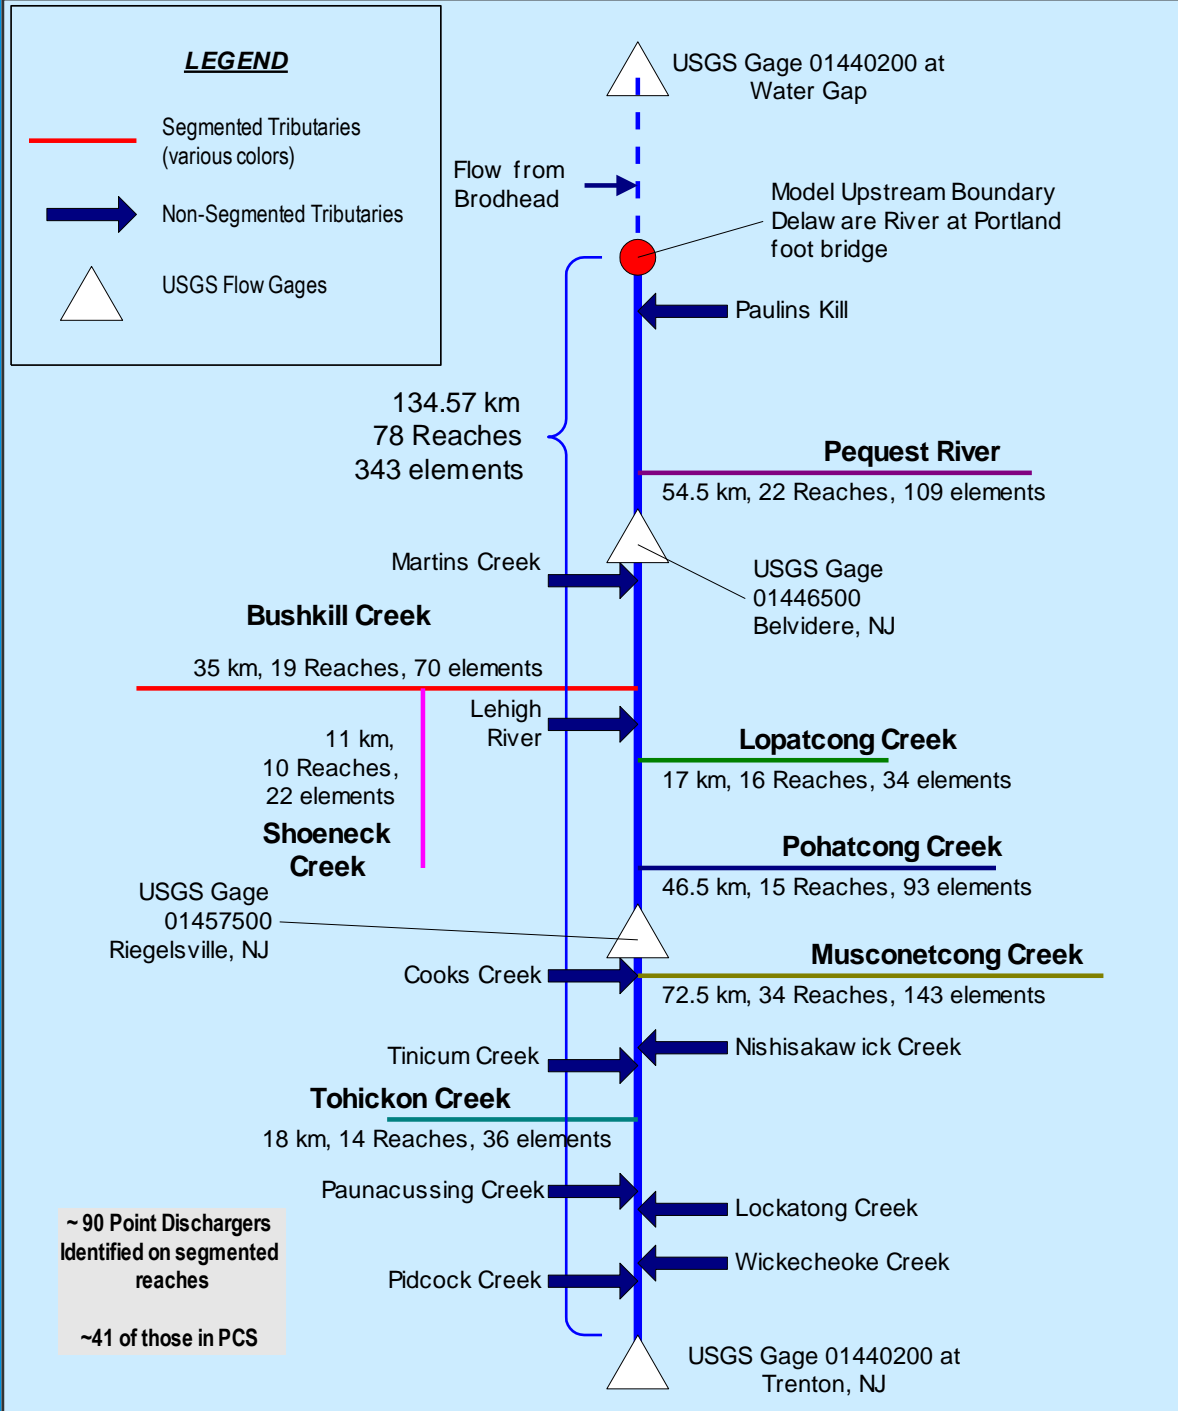 LEGEND
Segmented Tributaries
(various colors)
Non-Segmented Tributaries
USGS Flow Gages
USGS Gage 01440200 at
Water Gap
Flow from
Brodhead
Model Upstream Boundary
Delaware River at Portland
foot bridge
Paulins Kill
134.57 km
78 Reaches
343 elements
Pequest River
54.5 km, 22 Reaches, 109 elements
Martins Creek
USGS Gage
01446500
Belvidere, NJ
Bushkill Creek
35 km, 19 Reaches, 70 elements
Lehigh
River
11 km,
10 Reaches,
22 elements
Shoeneck
Creek
Lopatcong Creek
17 km, 16 Reaches, 34 elements
Pohatcong Creek
46.5 km, 15 Reaches, 93 elements
USGS Gage
01457500
Riegelsville, NJ
Musconetcong Creek
72.5 km, 34 Reaches, 143 elements
Cooks Creek
Nishisakawick Creek
Tinicum Creek
Tohickon Creek
18 km, 14 Reaches, 36 elements
Paunacussing Creek
Lockatong Creek
Wickecheoke Creek
Pidcock Creek
~ 90 Point Dischargers
Identified on segmented
reaches
~41 of those in PCS
USGS Gage 01440200 at
Trenton, NJ